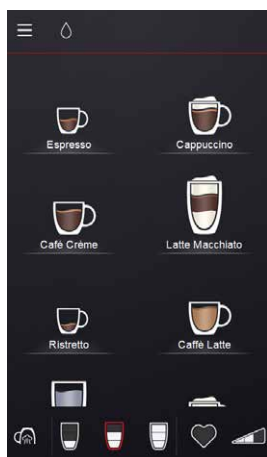 Espresso
Cappuccino
Café Crème
Latte Macchiato
Ristretto
Caffè Latte